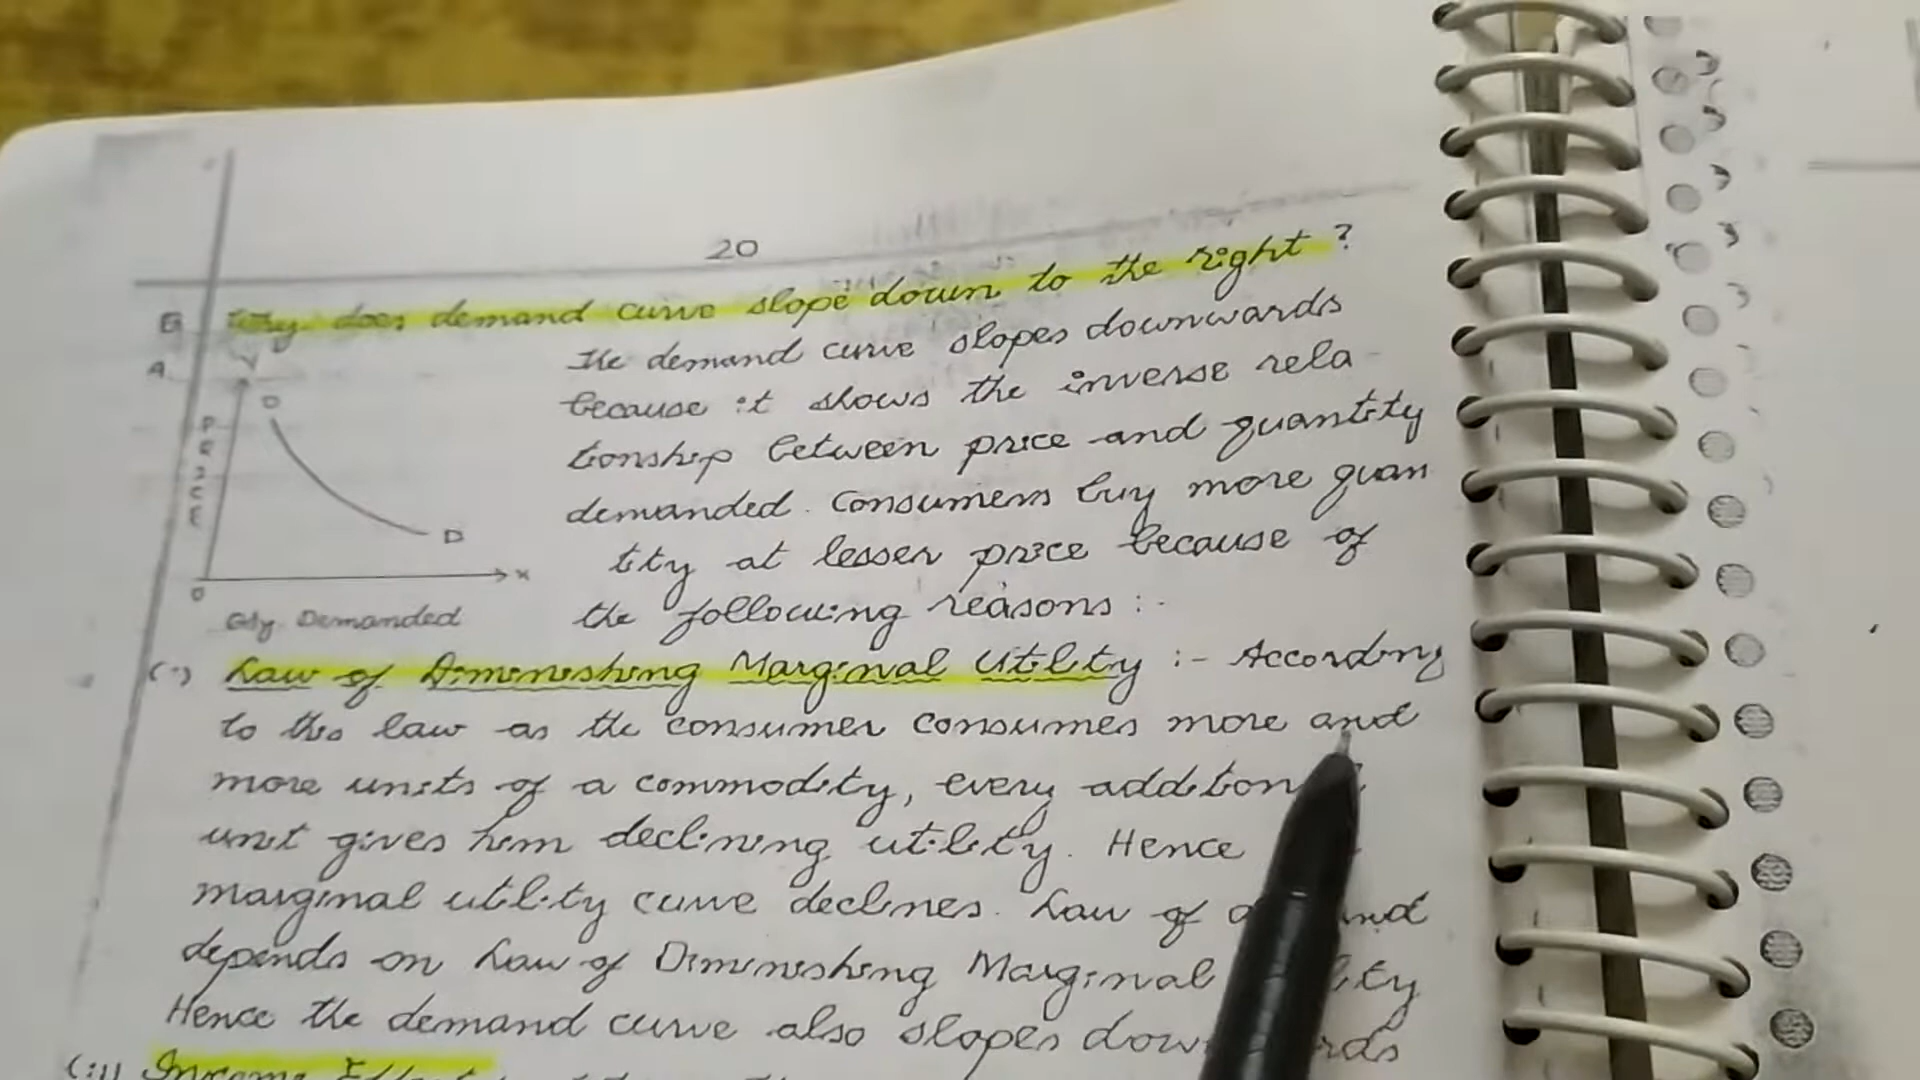 20
Q Why does demand curve slope down to the right ?
A.
Y
D
D
X
O
Qty. Demanded
The demand curve slopes downwards
because it shows the inverse rela
tionship between price and quantity
demanded. Consumers buy more quan
tity at lesser price because of
the following reasons :-
(i) Law of Diminishing Marginal Utility :- According
to this law as the consumer consumes more and
more units of a commodity, every
unit gives him declining utility. Hence
marginal utility curve declines. Law of
depends on Law of Diminishing Marginal
Hence the demand curve also slopes
(ii) Income Effect